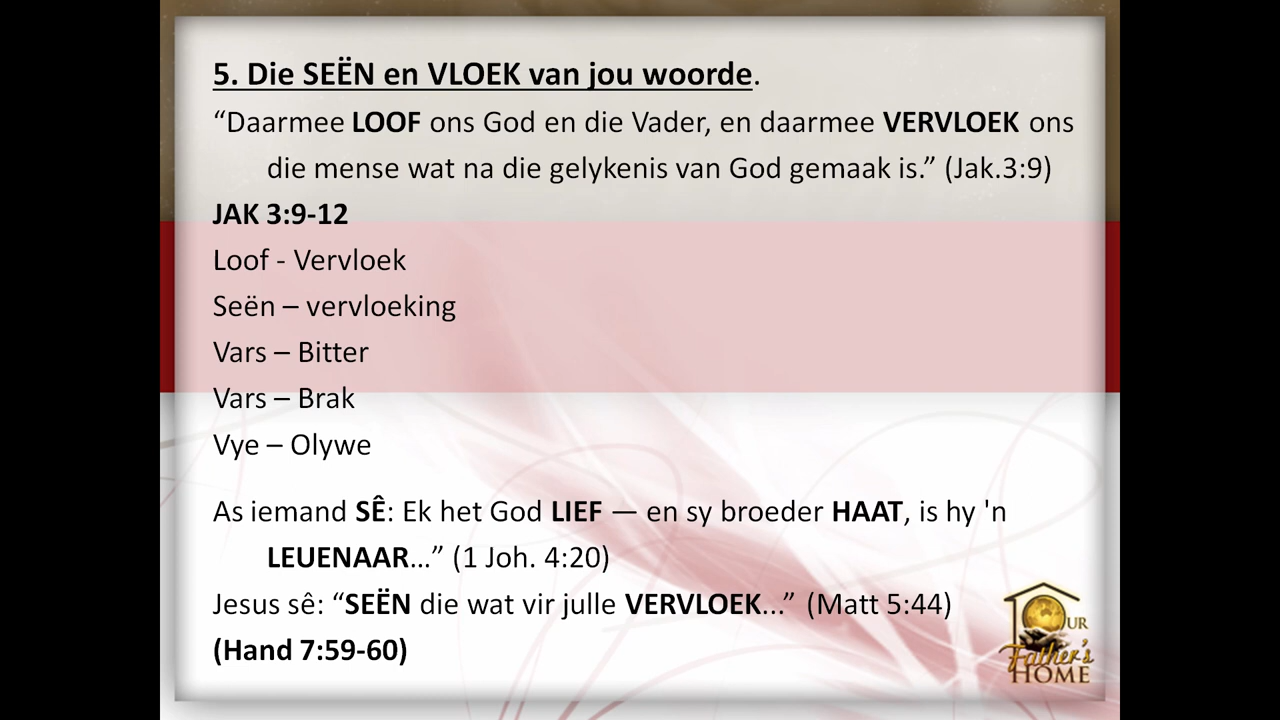 5. Die SEËN en VLOEK van jou woorde.
“Daarmee LOOF ons God en die Vader, en daarmee VERVLOEK ons
die mense wat na die gelykenis van God gemaak is.” (Jak.3:9)
JAK 3:9-12
Loof - Vervloek
Seën – vervloeking
Vars – Bitter
Vars – Brak
Vye – Olywe
As iemand SÊ: Ek het God LIEF — en sy broeder HAAT, is hy 'n
LEUENAAR…” (1 Joh. 4:20)
Jesus sê: “SEËN die wat vir julle VERVLOEK...” (Matt 5:44)
(Hand 7:59-60)
OUR
Father's
HOME